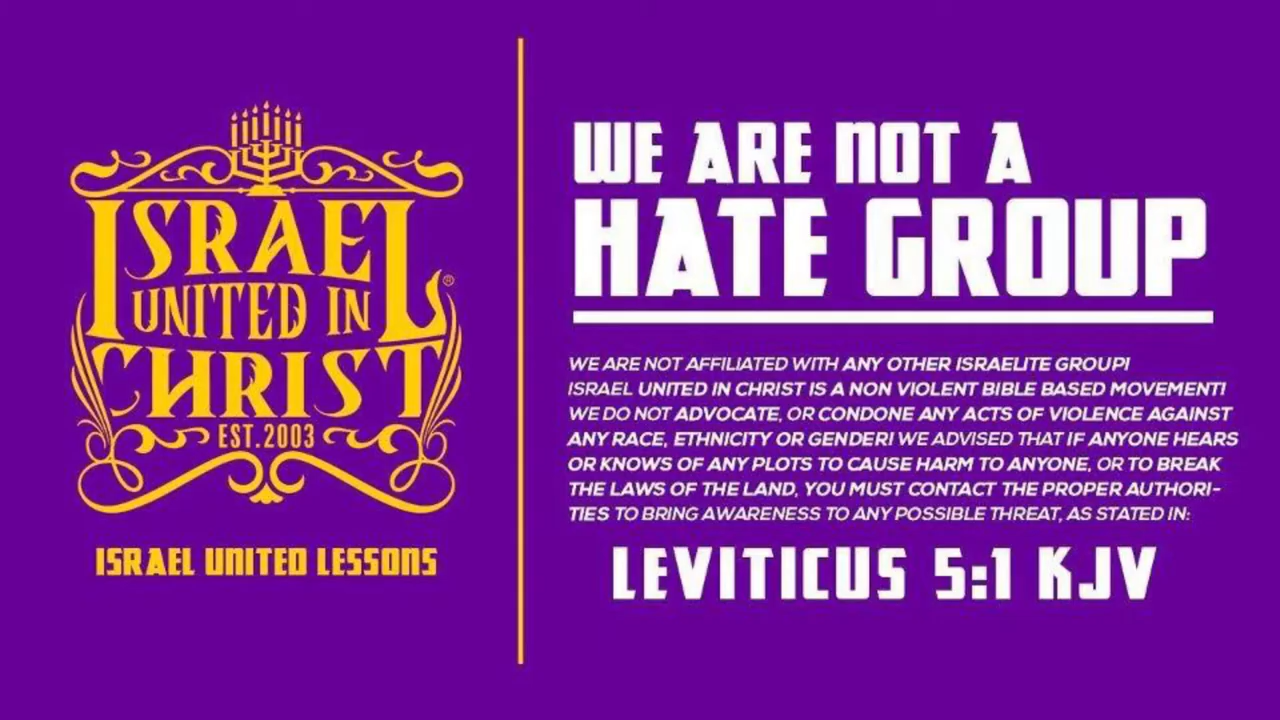 ISRAEL
UNITED IN
CHRIST
EST.2003
®
ISRAEL UNITED LESSONS
WE ARE NOT A
HATE GROUP
WE ARE NOT AFFILIATED WITH ANY OTHER ISRAELITE GROUP!
ISRAEL UNITED IN CHRIST IS A NON VIOLENT BIBLE BASED MOVEMENT!
WE DO NOT ADVOCATE, OR CONDONE ANY ACTS OF VIOLENCE AGAINST
ANY RACE, ETHNICITY OR GENDER! WE ADVISED THAT IF ANYONE HEARS
OR KNOWS OF ANY PLOTS TO CAUSE HARM TO ANYONE, OR TO BREAK
THE LAWS OF THE LAND, YOU MUST CONTACT THE PROPER AUTHORI-
TIES TO BRING AWARENESS TO ANY POSSIBLE THREAT, AS STATED IN:
LEVITICUS 5:1 KJV